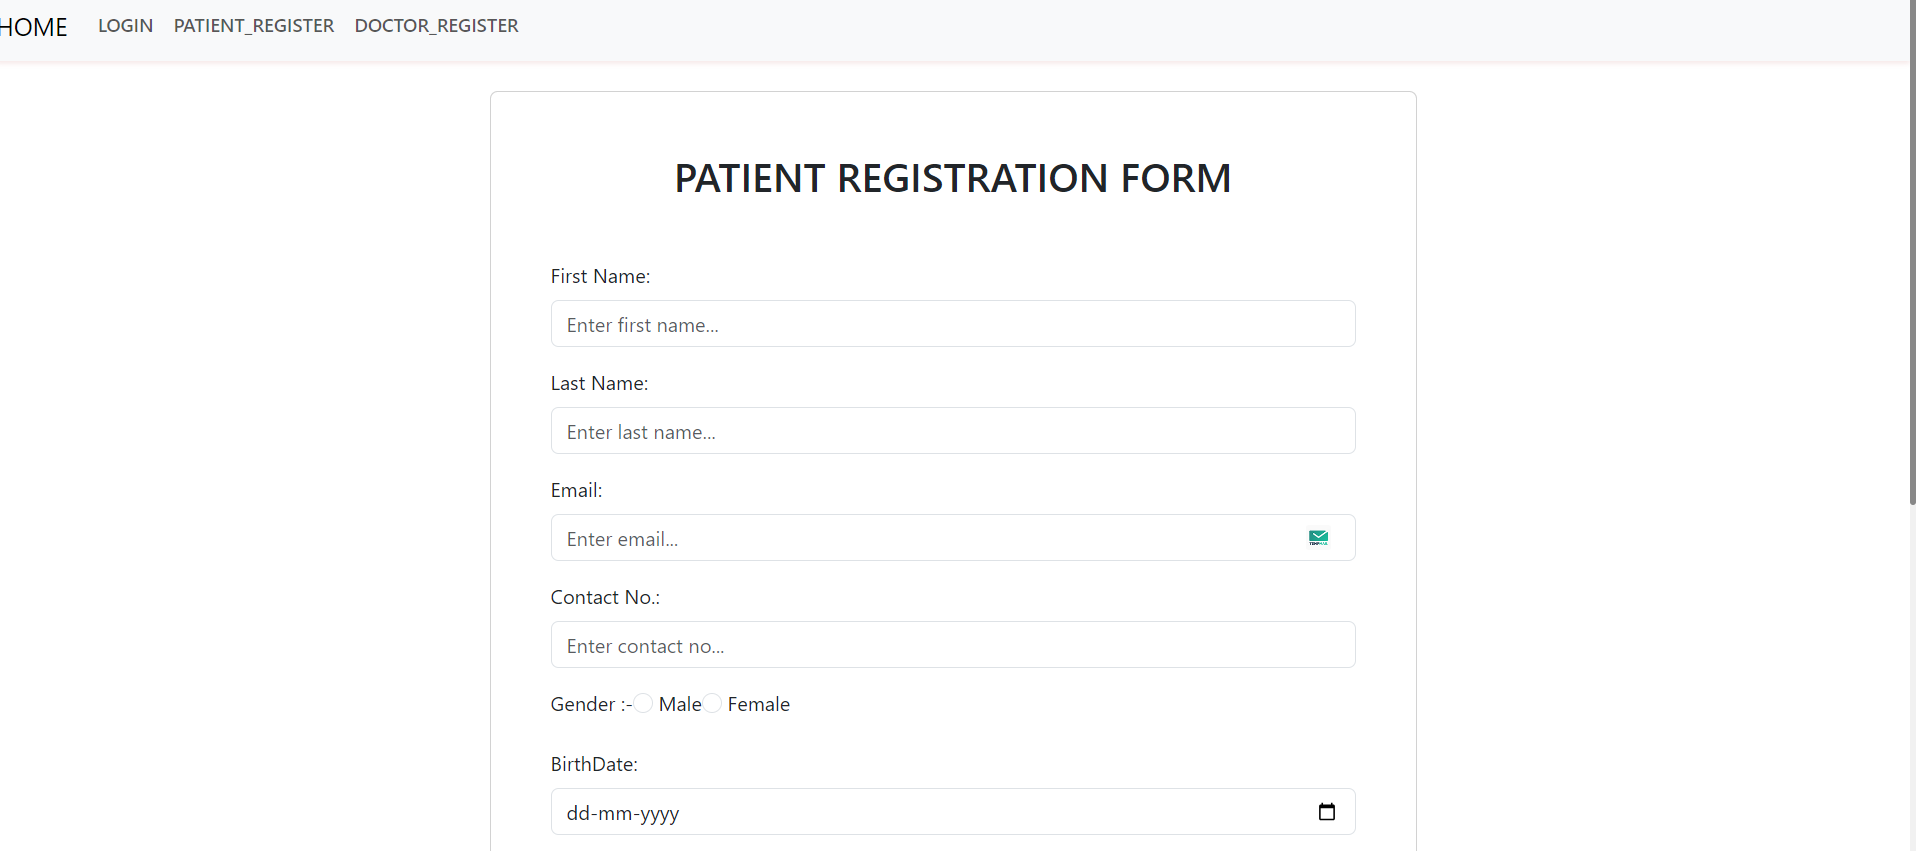 HOME LOGIN PATIENT_REGISTER DOCTOR_REGISTER
PATIENT REGISTRATION FORM
First Name:
Enter first name...
Last Name:
Enter last name...
Email:
Enter email...
Contact No.:
Enter contact no...
Gender :- Male Female
BirthDate:
dd-mm-yyyy